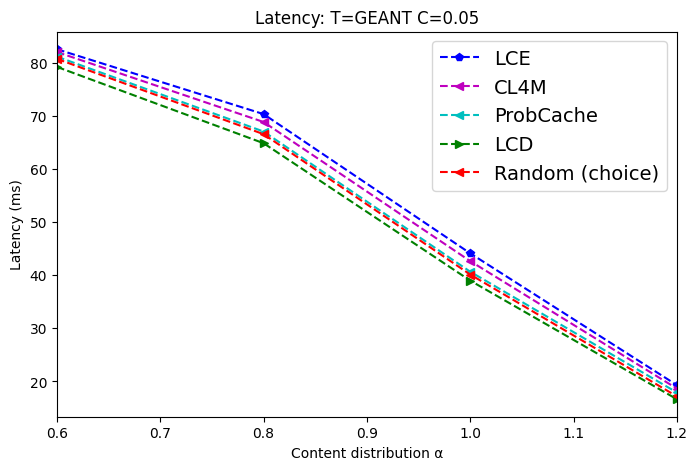 Latency: T=GEANT C=0.05
LCE
CL4M
ProbCache
LCD
Random (choice)
Latency (ms)
80
70
60
50
40
30
20
0.6 0.7 0.8 0.9 1.0 1.1 1.2
Content distribution α